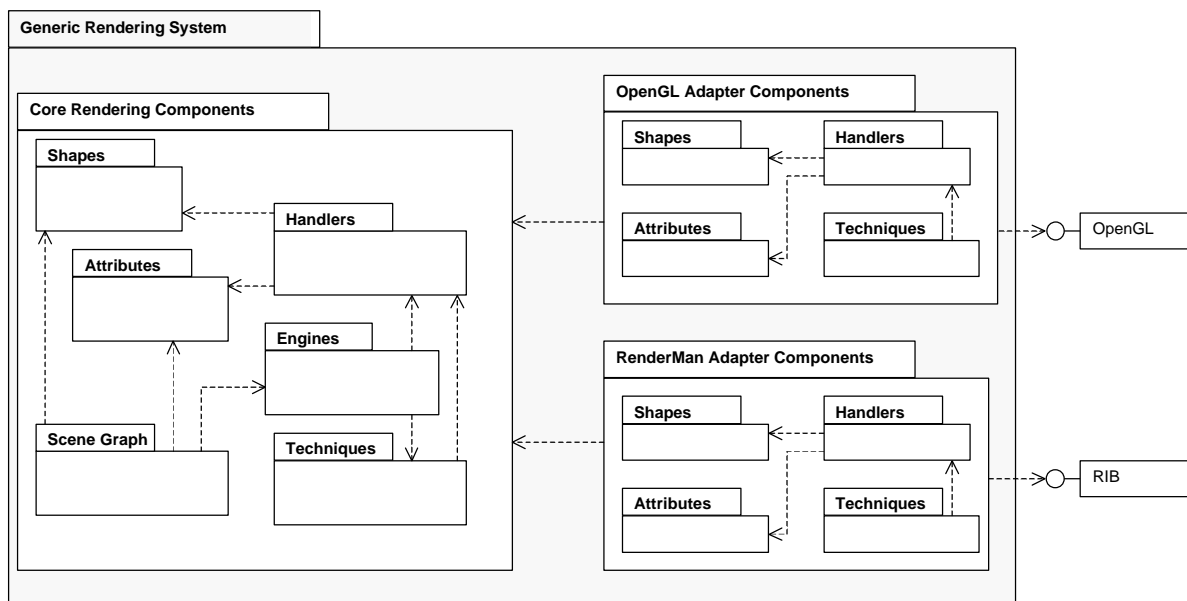 Generic Rendering System
Core Rendering Components
Shapes
Handlers
Attributes
Engines
Scene Graph
Techniques
OpenGL Adapter Components
Shapes
Handlers
Attributes
Techniques
OpenGL
RenderMan Adapter Components
Shapes
Handlers
Attributes
Techniques
RIB